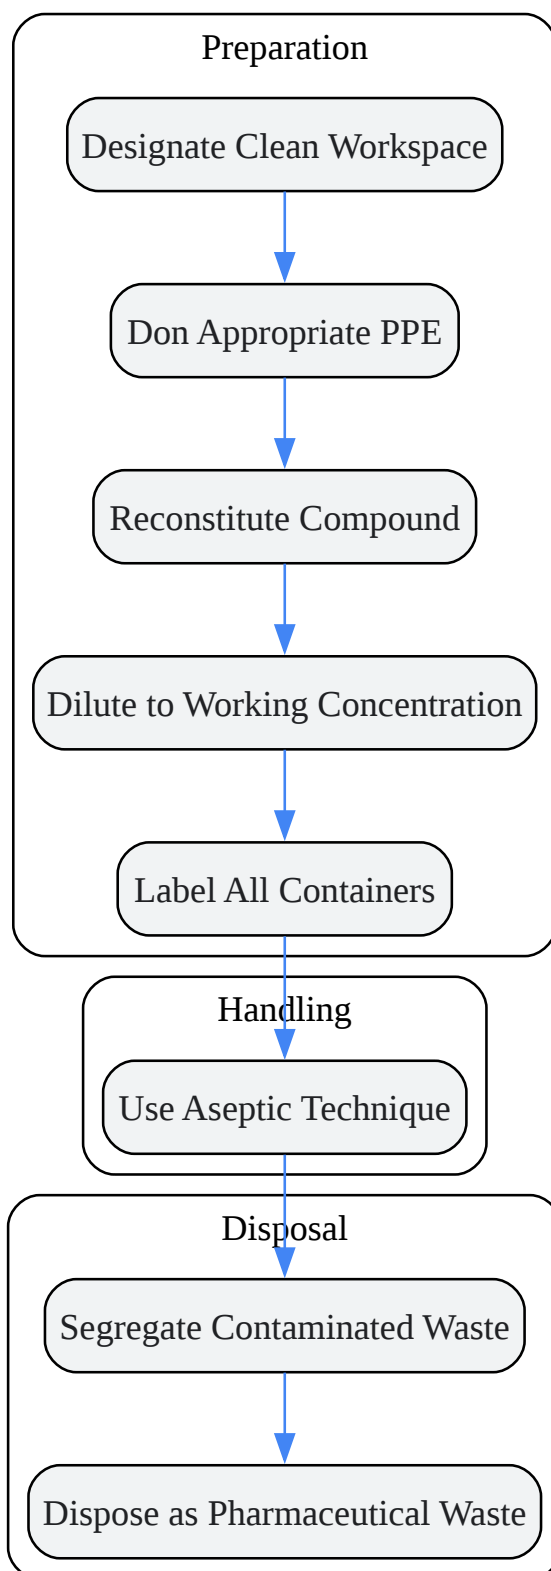 Preparation
Designate Clean Workspace
Don Appropriate PPE
Reconstitute Compound
Dilute to Working Concentration
Label All Containers
Handling
Use Aseptic Technique
Disposal
Segregate Contaminated Waste
Dispose as Pharmaceutical Waste